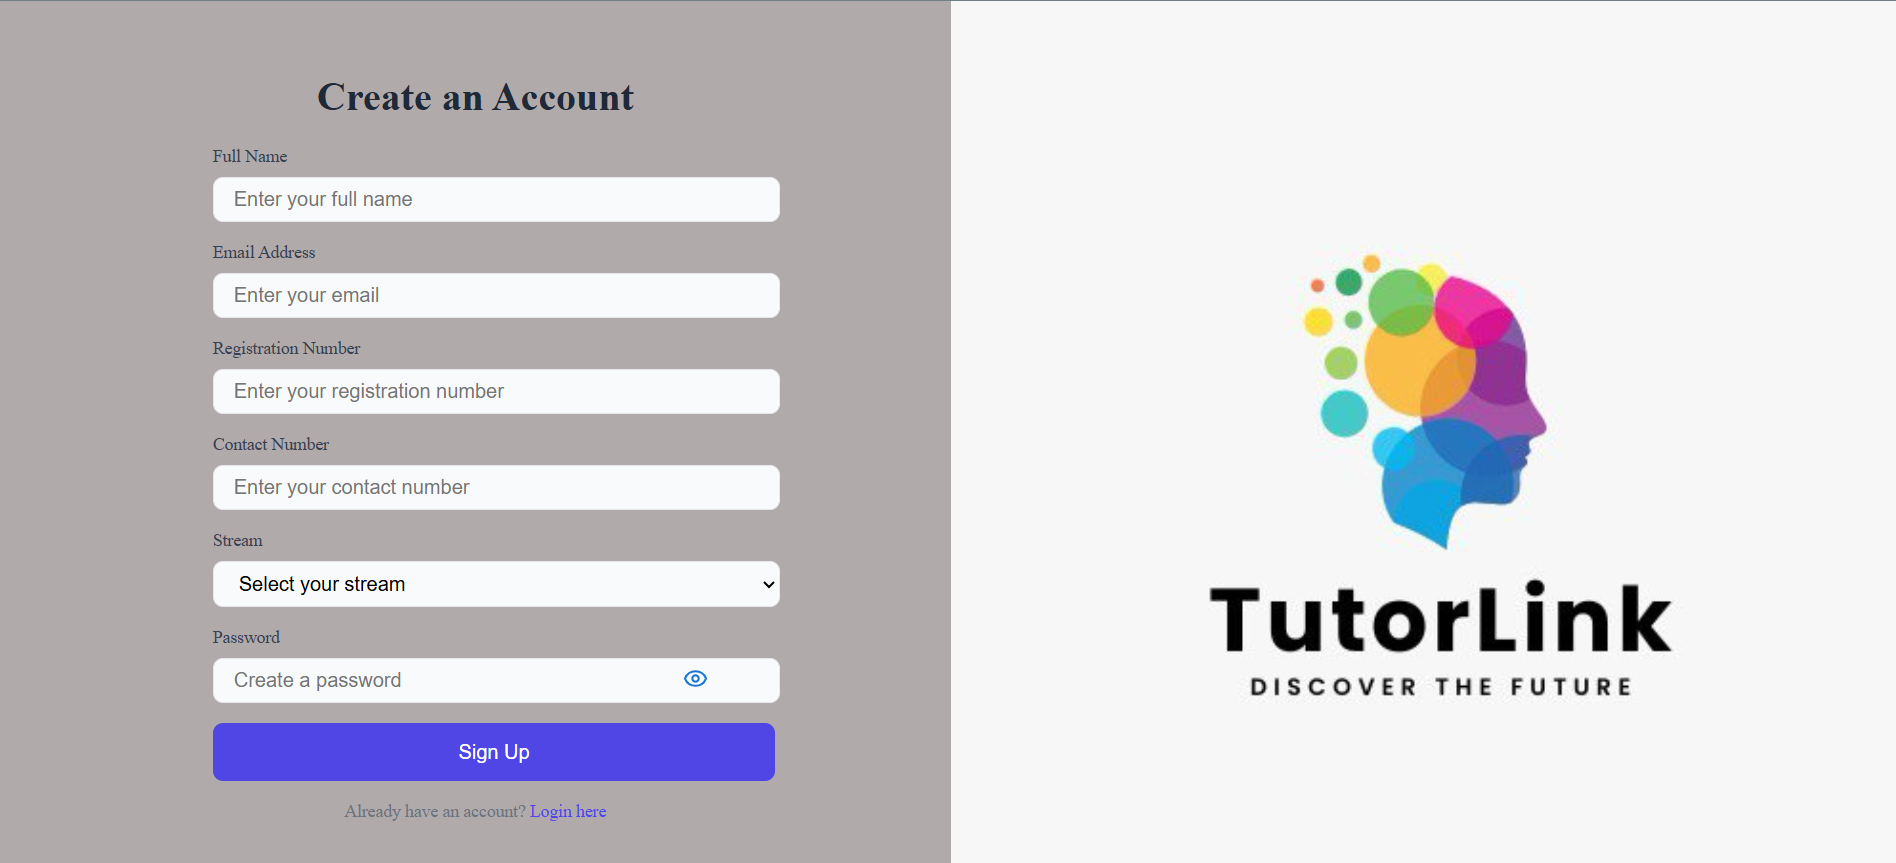 Create an Account
Full Name
Enter your full name
Email Address
Enter your email
Registration Number
Enter your registration number
Contact Number
Enter your contact number
Stream
Select your stream
Password
Create a password
Sign Up
Already have an account? Login here
TutorLink
DISCOVER THE FUTURE